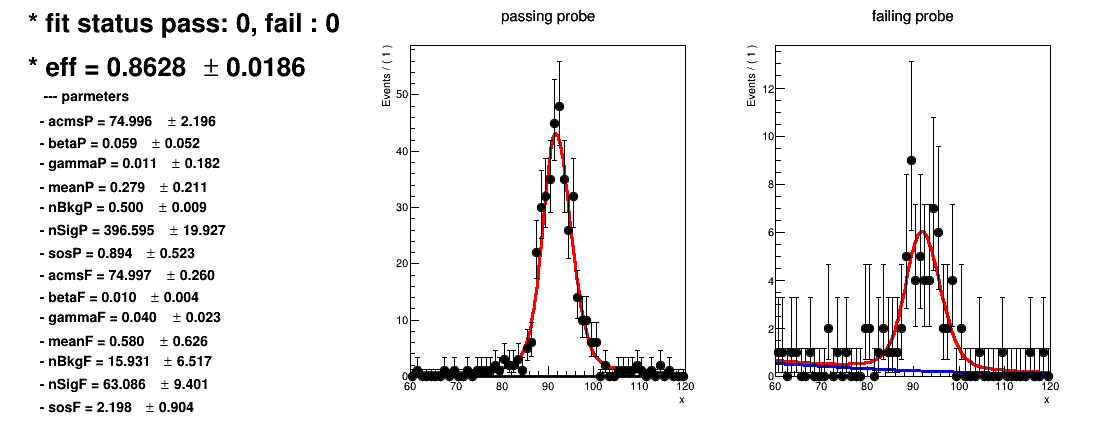 * fit status pass: 0, fail : 0
* eff = 0.8628 ± 0.0186
--- parmeters
- acmsP = 74.996 ± 2.196
- betaP = 0.059 ± 0.052
- gammaP = 0.011 ± 0.182
- meanP = 0.279 ± 0.211
- nBkgP = 0.500 ± 0.009
- nSigP = 396.595 ± 19.927
- sosP = 0.894 ± 0.523
- acmsF = 74.997 ± 0.260
- betaF = 0.010 ± 0.004
- gammaF = 0.040 ± 0.023
- meanF = 0.580 ± 0.626
- nBkgF = 15.931 ± 6.517
- nSigF = 63.086 ± 9.401
- sosF = 2.198 ± 0.904
passing probe
Events / ( 1 )
50
40
30
20
10
0
60 70 80 90 100 110 120
x
failing probe
Events / ( 1 )
12
10
8
6
4
2
0
60 70 80 90 100 110 120
x